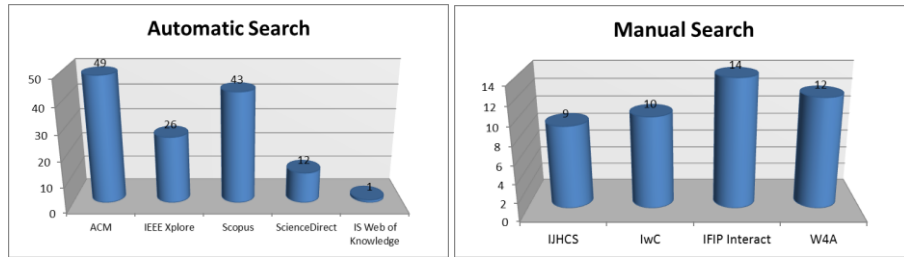 Automatic Search
50
40
30
20
10
0
49
26
43
12
1
ACM
IEEE Xplore
Scopus
ScienceDirect
IS Web of
Knowledge
Manual Search
14
12
10
8
6
4
2
0
9
10
14
12
IJHCS
IwC
IFIP Interact
W4A